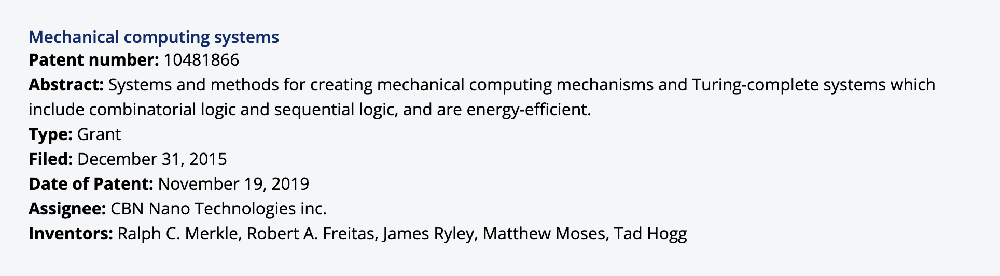 Mechanical computing systems
Patent number: 10481866
Abstract: Systems and methods for creating mechanical computing mechanisms and Turing-complete systems which
include combinatorial logic and sequential logic, and are energy-efficient.
Type: Grant
Filed: December 31, 2015
Date of Patent: November 19, 2019
Assignee: CBN Nano Technologies inc.
Inventors: Ralph C. Merkle, Robert A. Freitas, James Ryley, Matthew Moses, Tad Hogg